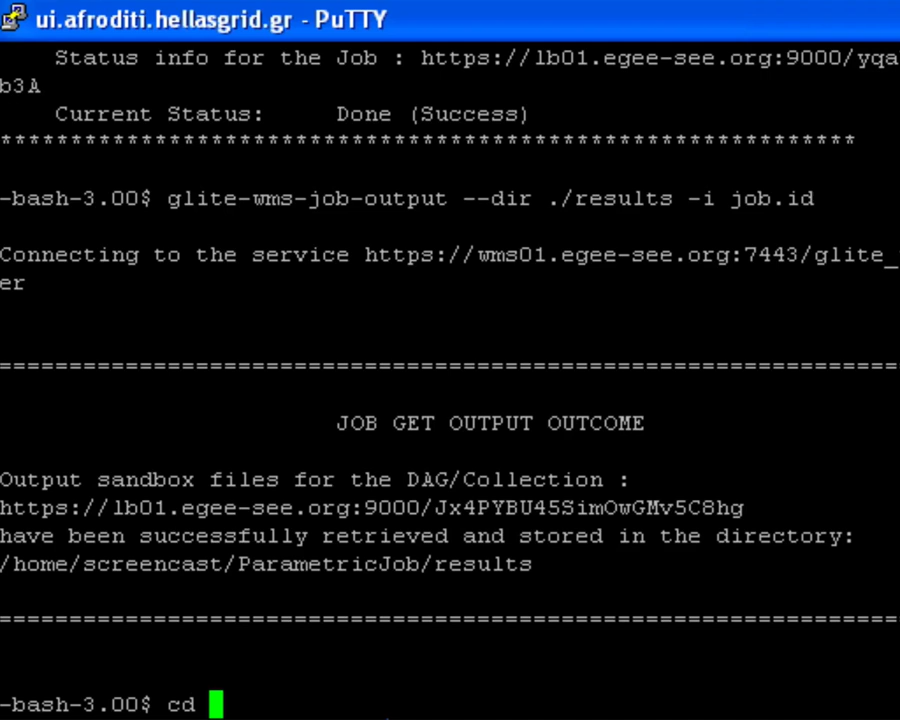 ui.afroditi.hellasgrid.gr - PuTTY
Status info for the Job : https://lb01.egee-see.org:9000/yqa
b3A
Current Status: Done (Success)
*************************************************************
-bash-3.00$ glite-wms-job-output --dir ./results -i job.id
Connecting to the service https://wms01.egee-see.org:7443/glite_
er
================================================================
JOB GET OUTPUT OUTCOME
Output sandbox files for the DAG/Collection :
https://lb01.egee-see.org:9000/Jx4PYBU45SimOwGMv5C8hg
have been successfully retrieved and stored in the directory:
/home/screencast/ParametricJob/results
================================================================
-bash-3.00$ cd